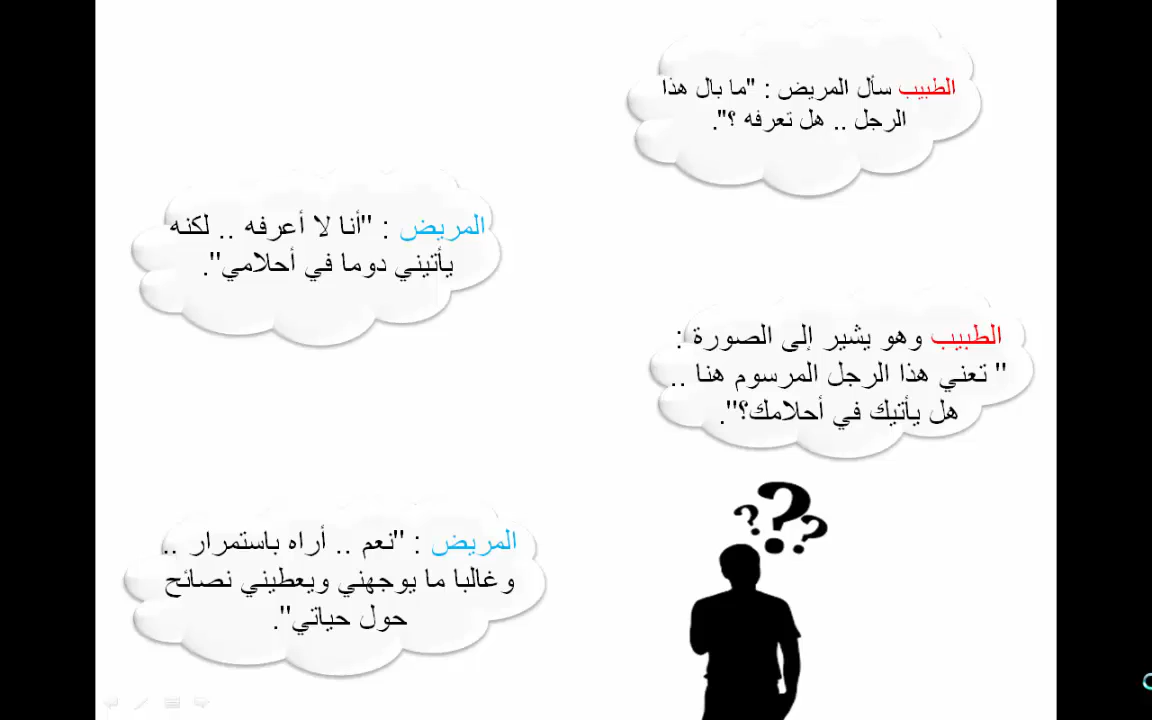 الطبيب سأل المريض : "ما بال هذا
الرجل .. هل تعرفه ؟".
المريض : "أنا لا أعرفه .. لكنه
يأتيني دوما في أحلامي".
الطبيب وهو يشير إلى الصورة :
" تعني هذا الرجل المرسوم هنا ..
هل يأتيك في أحلامك؟".
المريض : "نعم .. أراه باستمرار ..
وغالبا ما يوجهني ويعطيني نصائح
حول حياتي".
???